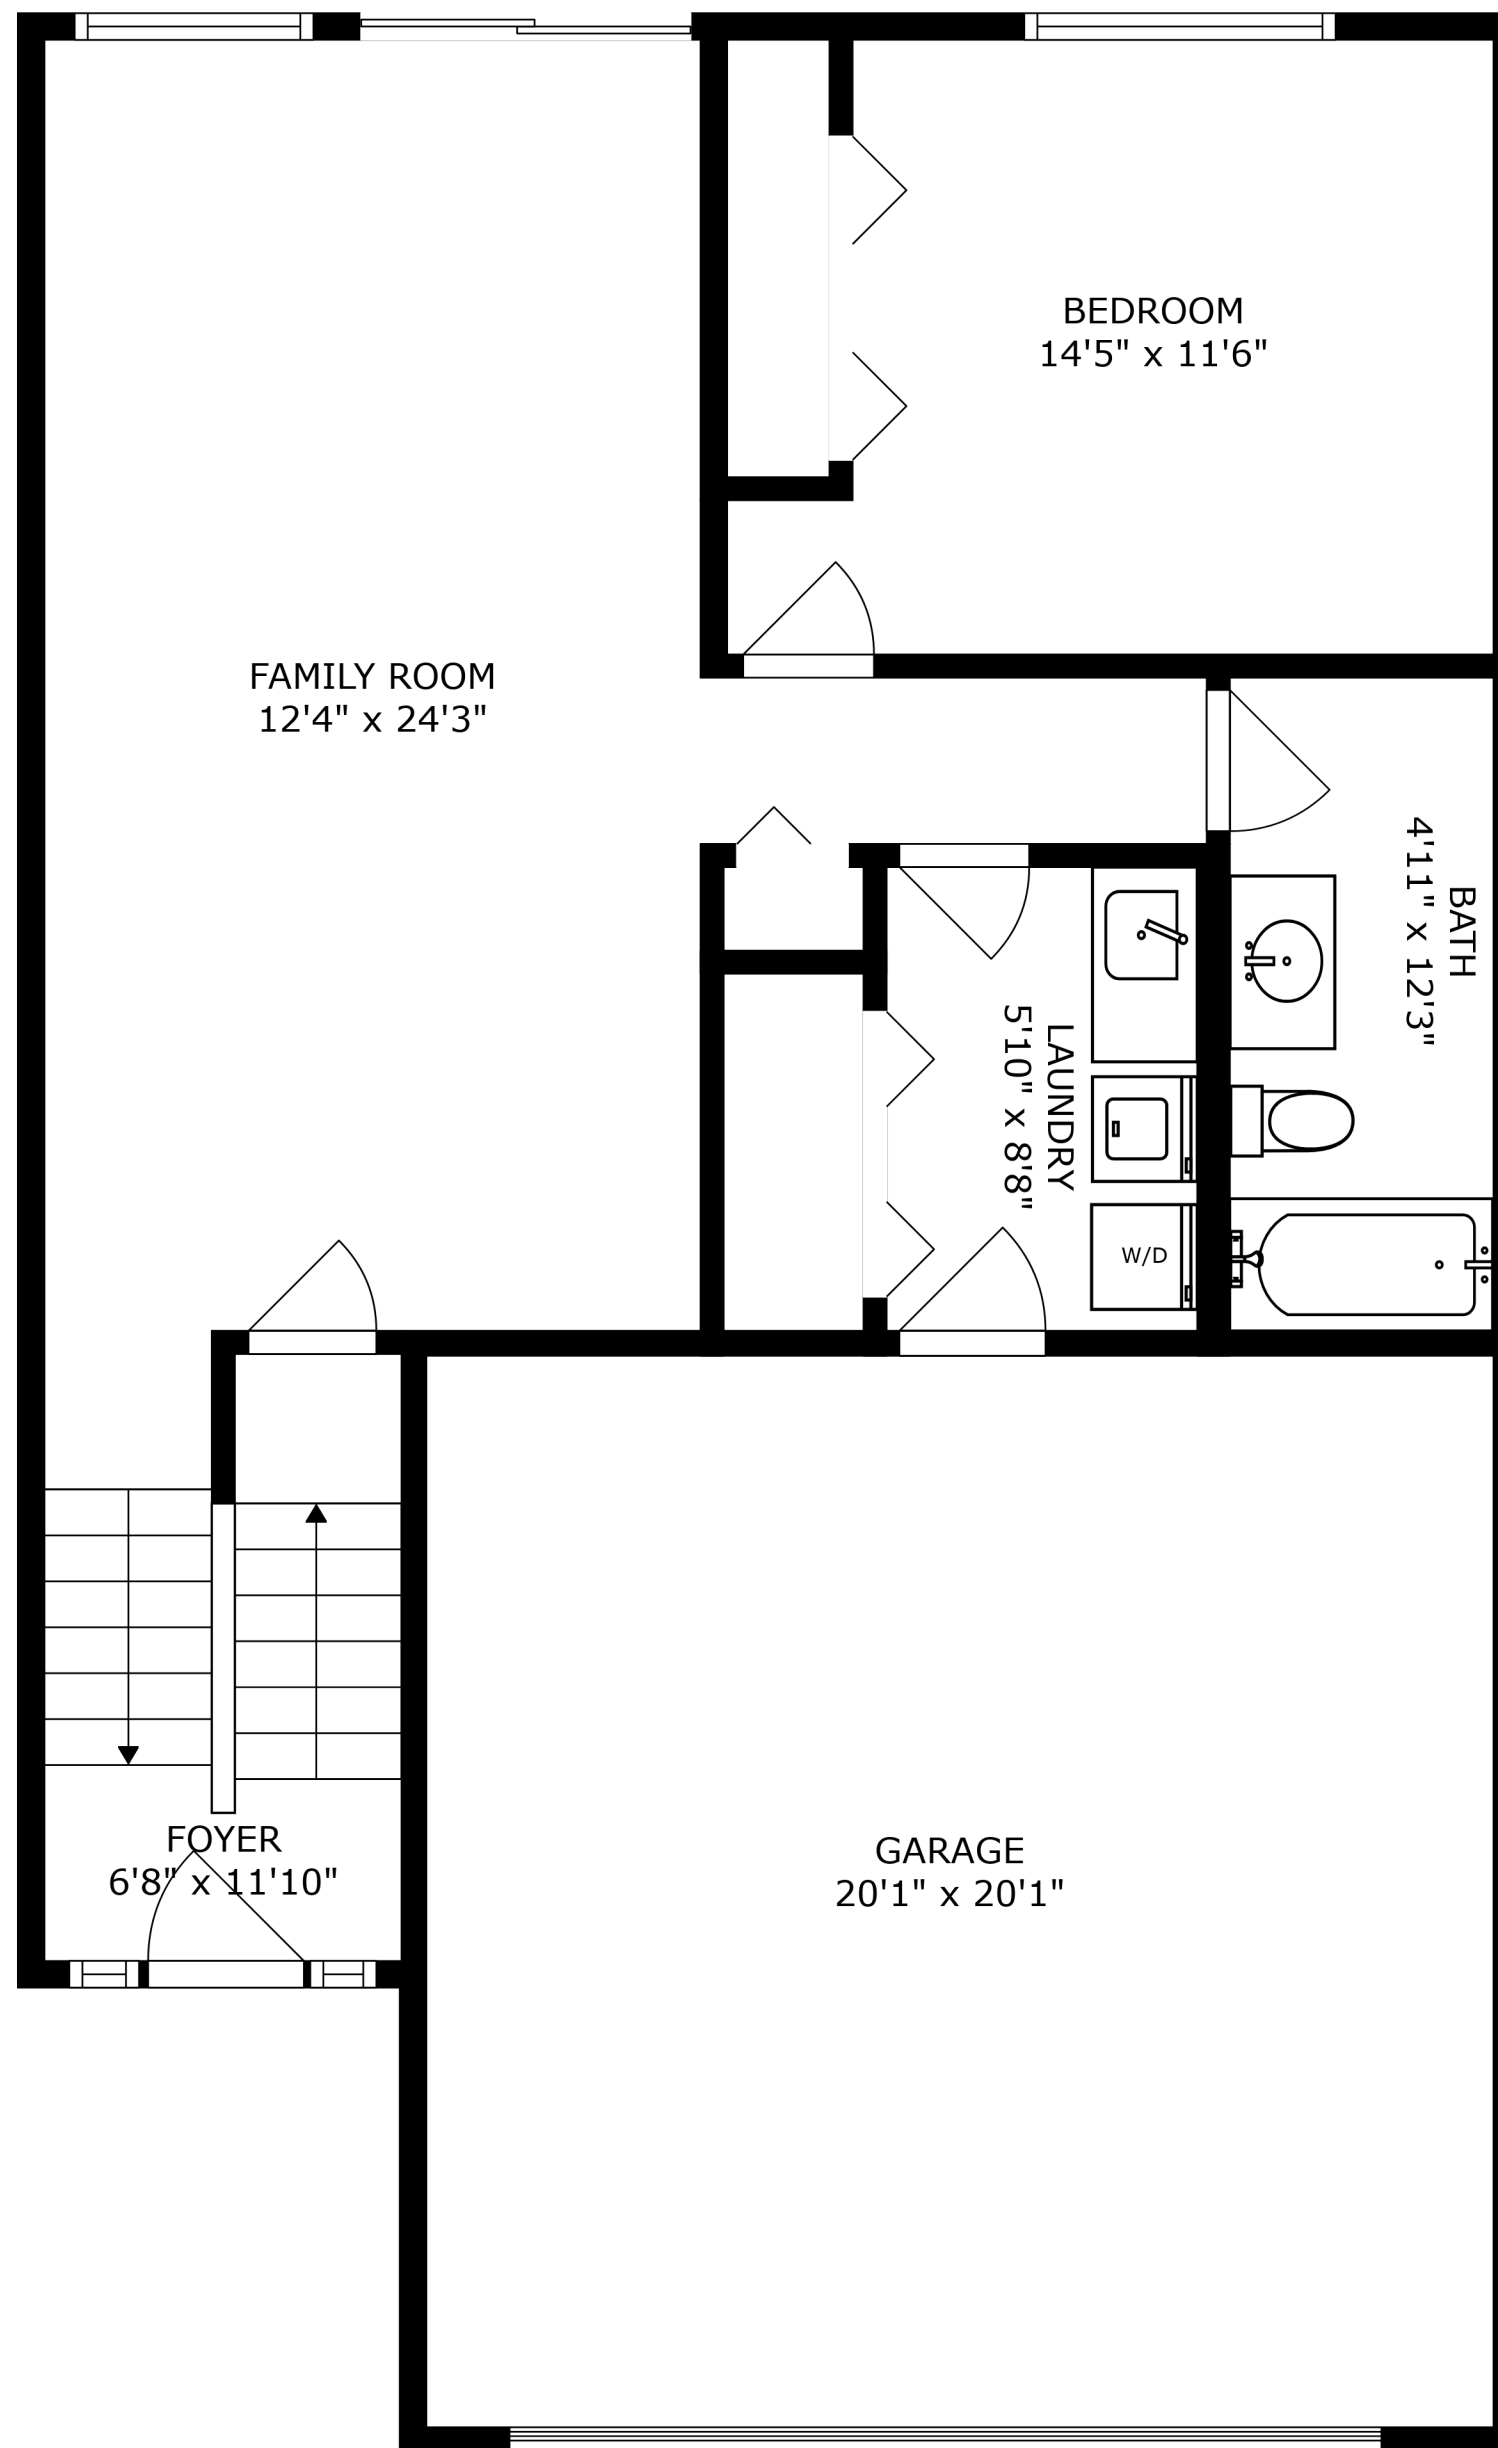 BEDROOM
14'5" x 11'6"
FAMILY ROOM
12'4" x 24'3"
BATH
4'11" x 12'3"
LAUNDRY
5'10" x 8'8"
W/D
FOYER
6'8" x 11'10"
GARAGE
20'1" x 20'1"